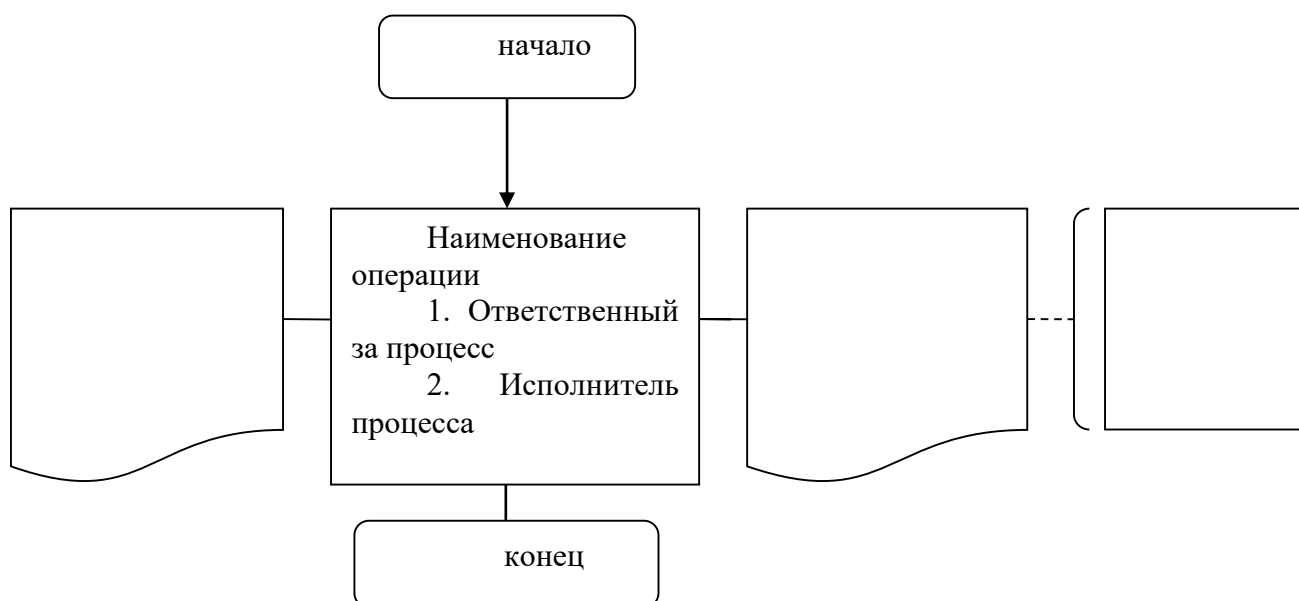 начало
Наименование
операции
1. Ответственный
за процесс
2. Исполнитель
процесса
конец